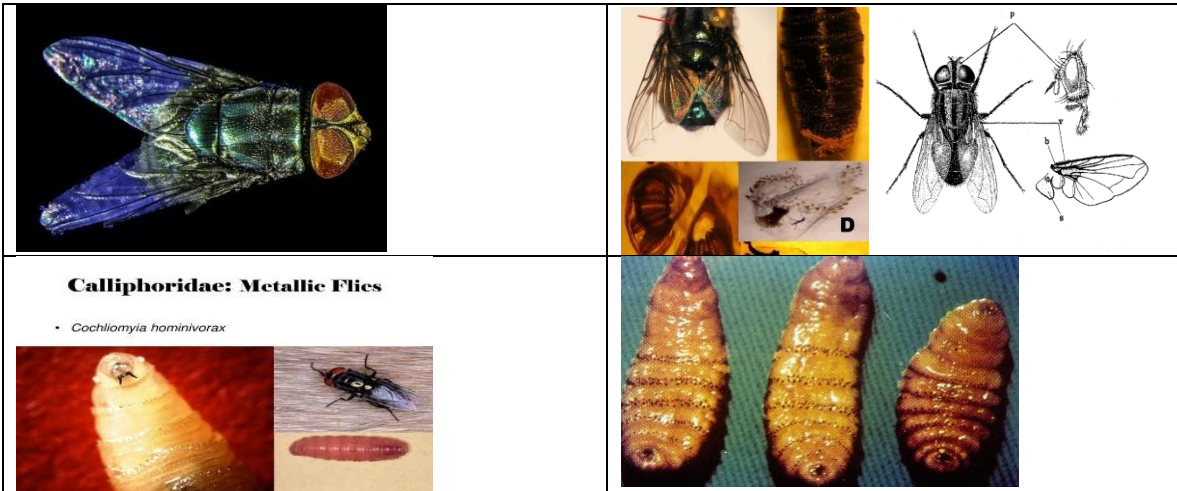 p
v
b
a
D
Calliphoridae: Metallic Flies
• Cochliomyia hominivorax